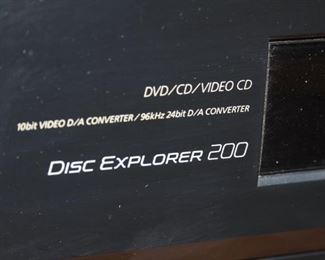 DVD/CD/VIDEO CD
10bit VIDEO D/A CONVERTER / 96kHz 24bit D/A CONVERTER
DISC EXPLORER 200